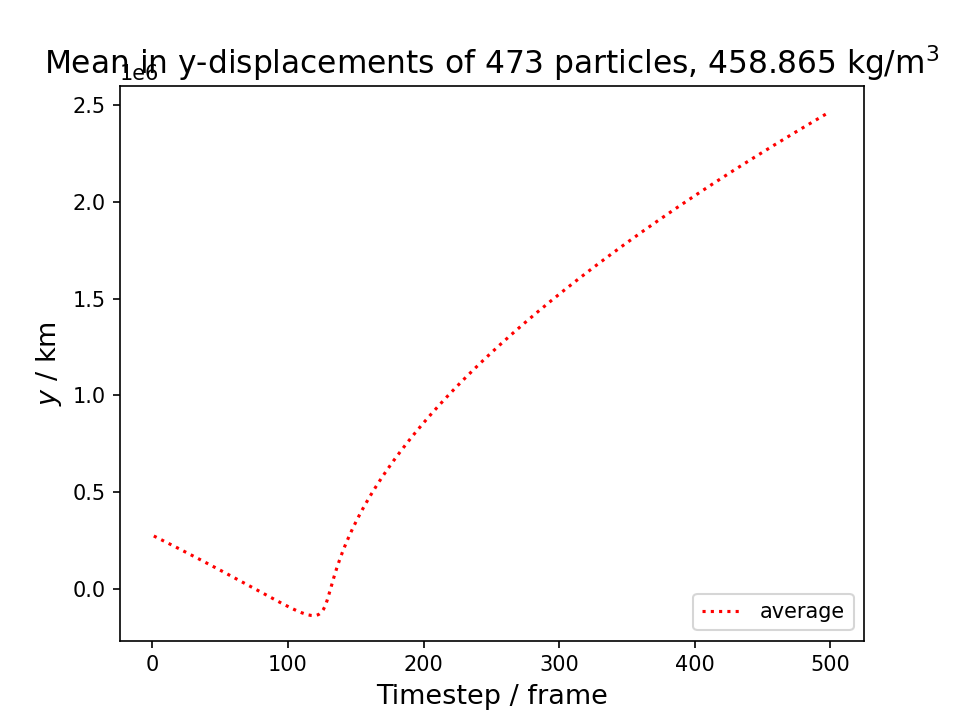 Mean in y-displacements of 473 particles, 458.865 kg/m³
1e6
2.5
2.0
1.5
1.0
0.5
0.0
y / km
average
0 100 200 300 400 500
Timestep / frame